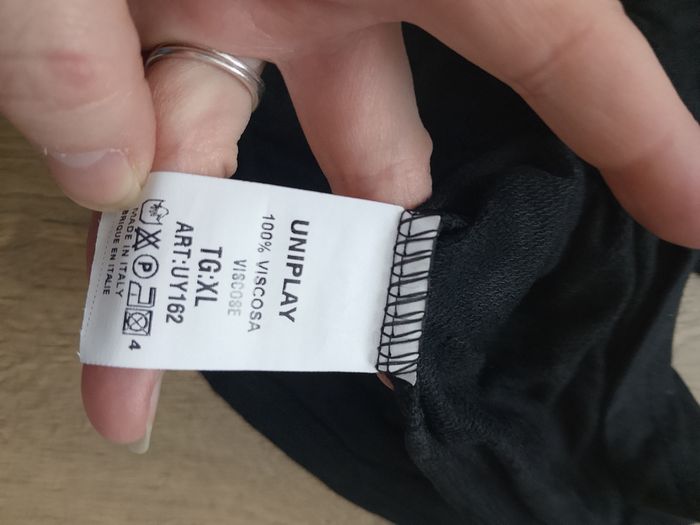 UNIPLAY
100% VISCOSA
VISCOSE
TG:XL
ART:UY162
P
4
MADE IN ITALY
FABRIQUE EN ITALIE